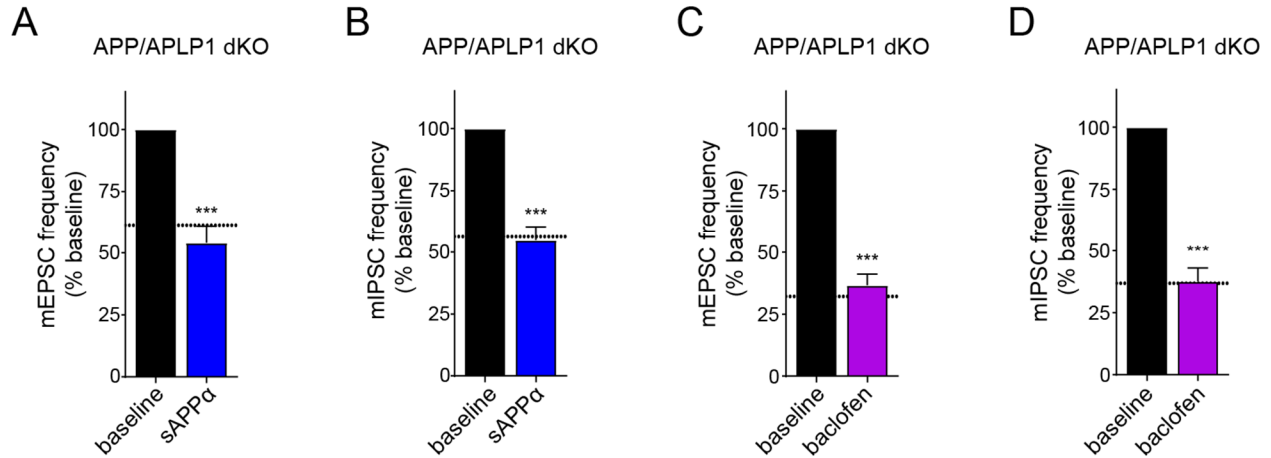 A
APP/APLP1 dKO
mEPSC frequency
(% baseline)
100
75
50
25
0
***
baseline
sAPPα
B
APP/APLP1 dKO
mIPSC frequency
(% baseline)
100
75
50
25
0
***
baseline
sAPPα
C
APP/APLP1 dKO
mEPSC frequency
(% baseline)
100
75
50
25
0
***
baseline
baclofen
D
APP/APLP1 dKO
mIPSC frequency
(% baseline)
100
75
50
25
0
***
baseline
baclofen